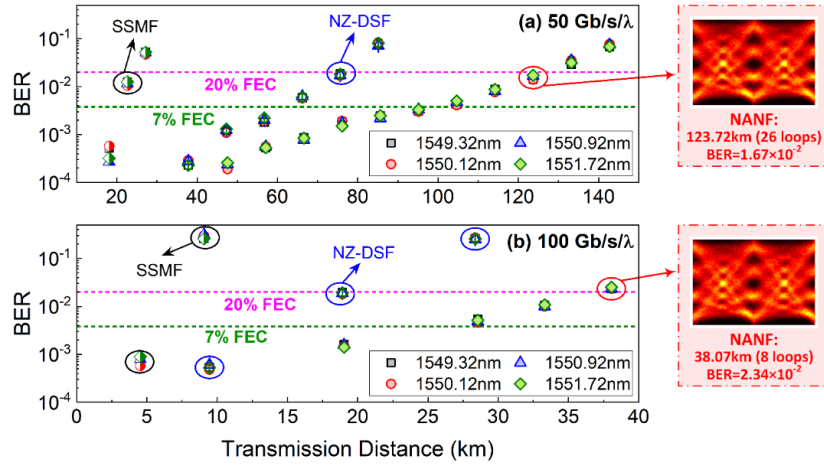 (a) 50 Gb/s/λ
SSMF
NZ-DSF
BER
10⁻¹
10⁻²
10⁻³
10⁻⁴
20% FEC
7% FEC
1549.32nm 1550.92nm
1550.12nm 1551.72nm
20 40 60 80 100 120 140
NANF:
123.72km (26 loops)
BER=1.67×10⁻²
(b) 100 Gb/s/λ
SSMF
NZ-DSF
BER
10⁻¹
10⁻²
10⁻³
10⁻⁴
20% FEC
7% FEC
1549.32nm 1550.92nm
1550.12nm 1551.72nm
0 5 10 15 20 25 30 35 40
Transmission Distance (km)
NANF:
38.07km (8 loops)
BER=2.34×10⁻²